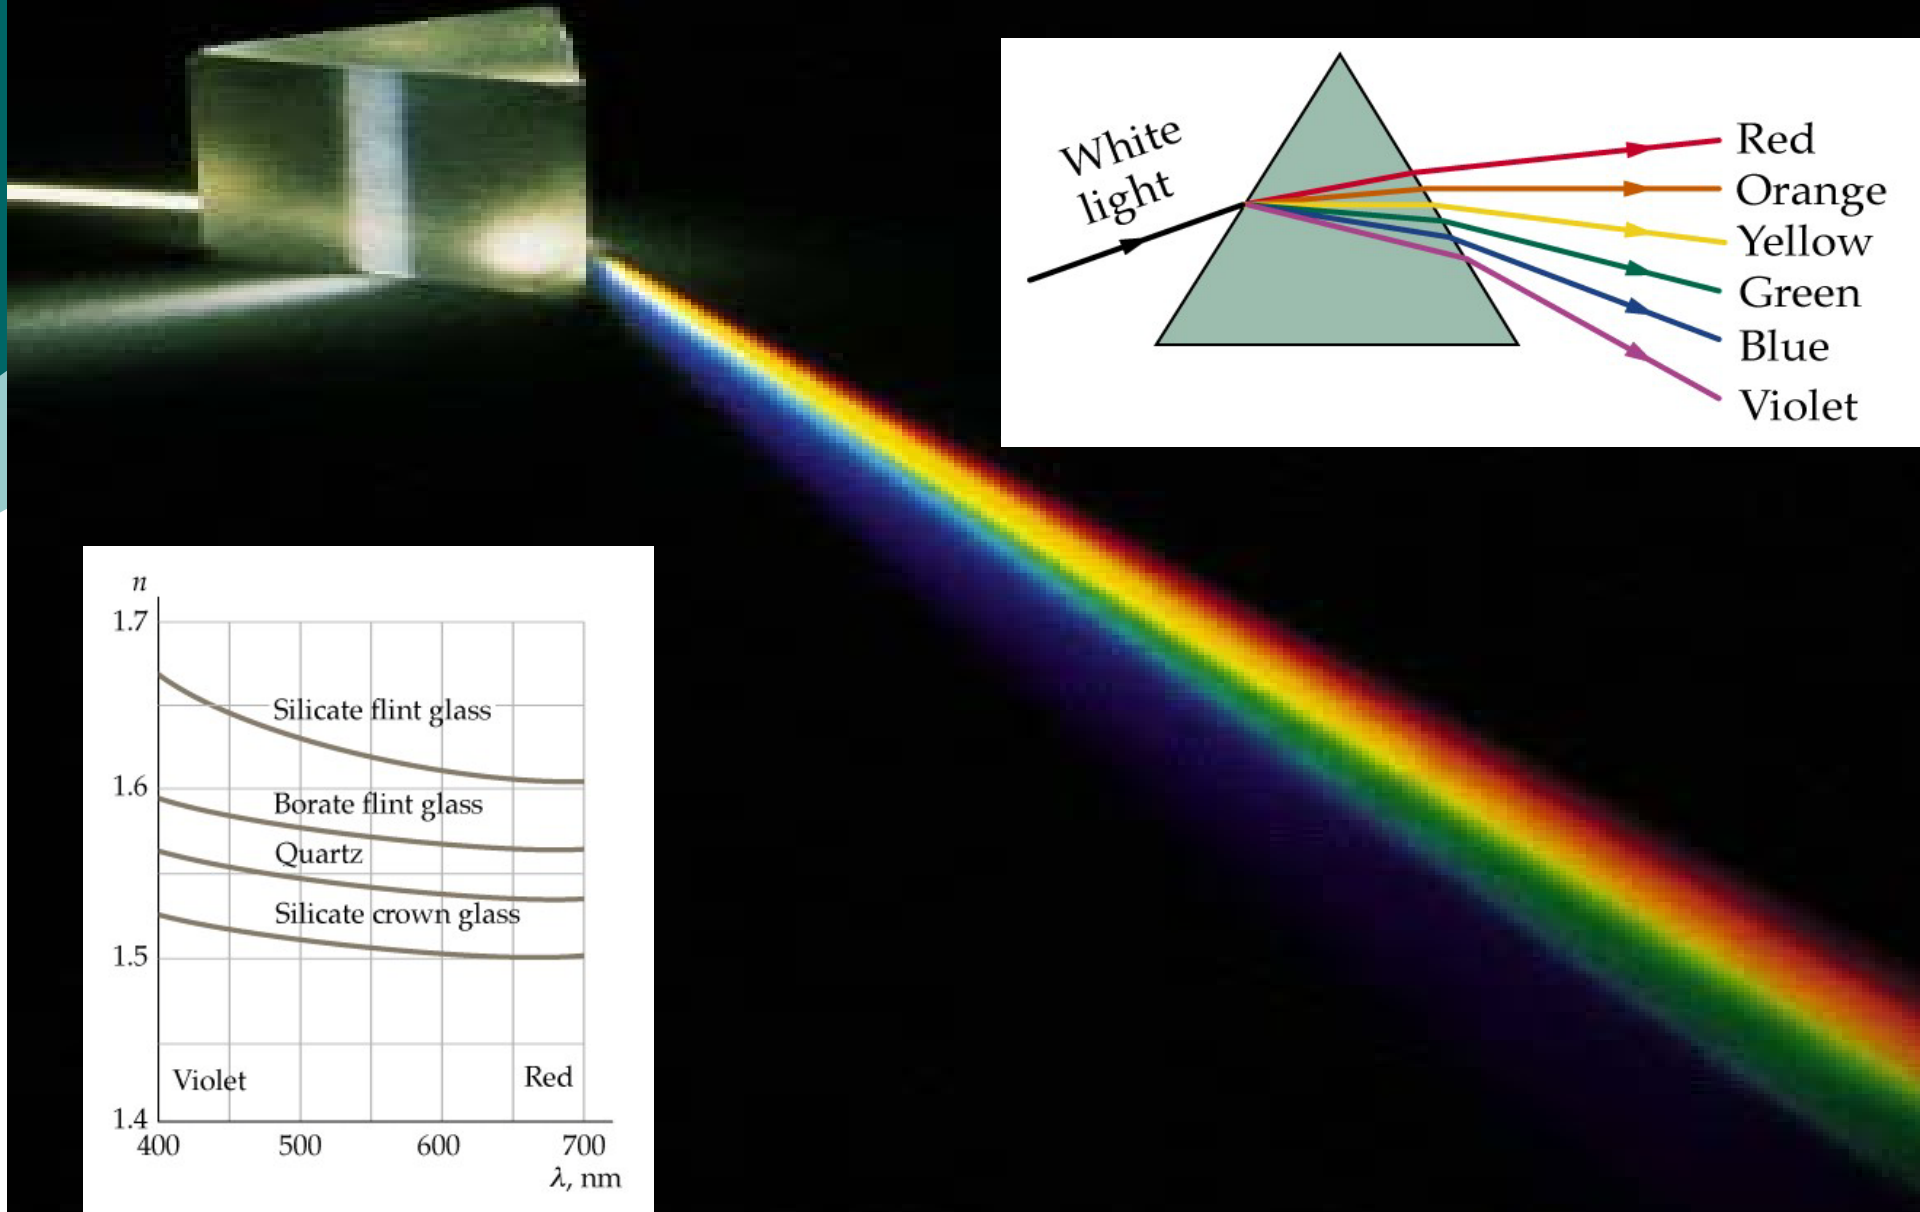 White
light
Red
Orange
Yellow
Green
Blue
Violet
n
1.7
Silicate flint glass
1.6
Borate flint glass
Quartz
Silicate crown glass
1.5
Violet
Red
1.4
400
500
600
700
λ, nm